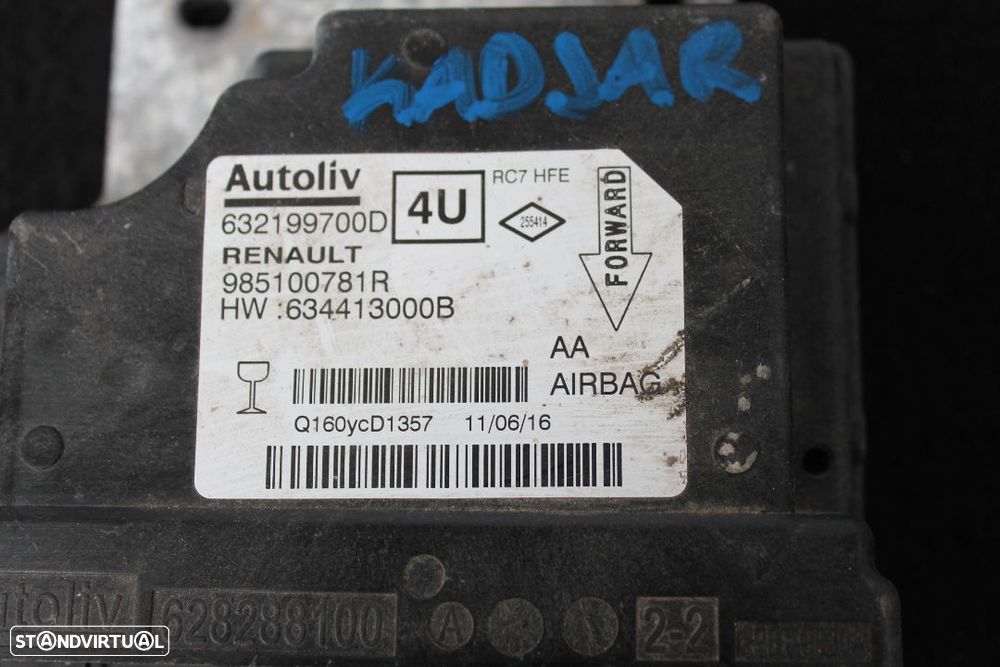 KADJAR
Autoliv
632199700D
4U
RC7 HFE
255414
FORWARD
RENAULT
985100781R
HW :634413000B
AA
AIRBAG
Q160ycD1357 11/06/16
Autoliv
628288100
A
2-2
STANDVIRTUAL